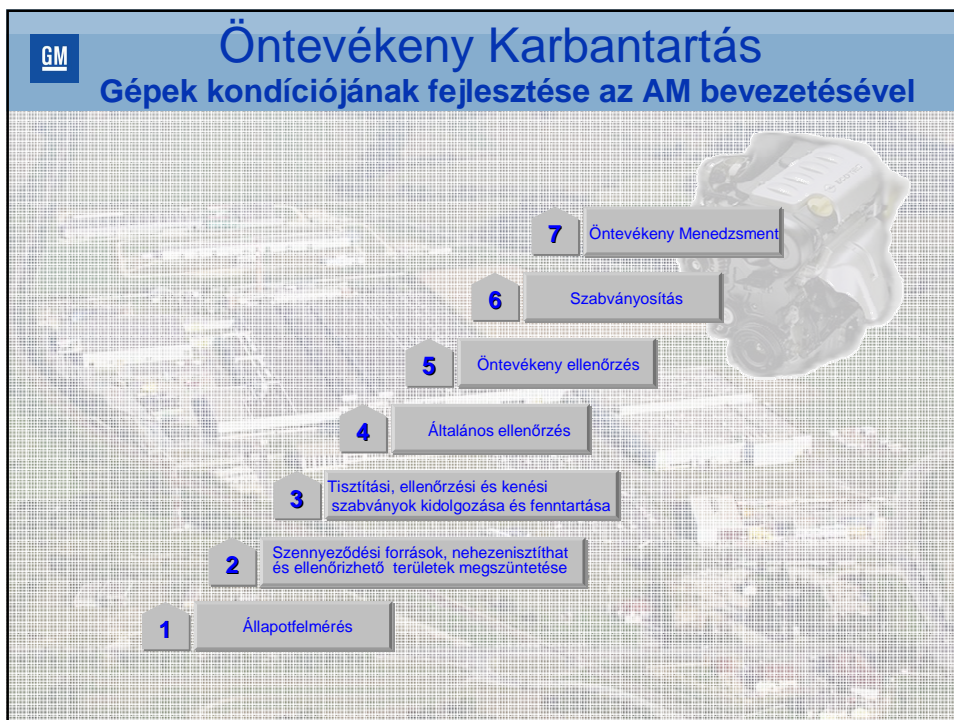 GM
Öntevékeny Karbantartás
Gépek kondíciójának fejlesztése az AM bevezetésével
7 Öntevékeny Menedzsment
6 Szabványosítás
5 Öntevékeny ellenőrzés
4 Általános ellenőrzés
3 Tisztítási, ellenőrzési és kenési
szabványok kidolgozása és fenntartása
2 Szennyeződési források, nehezenisztíthat
és ellenőrizhető területek megszüntetése
1 Állapotfelmérés